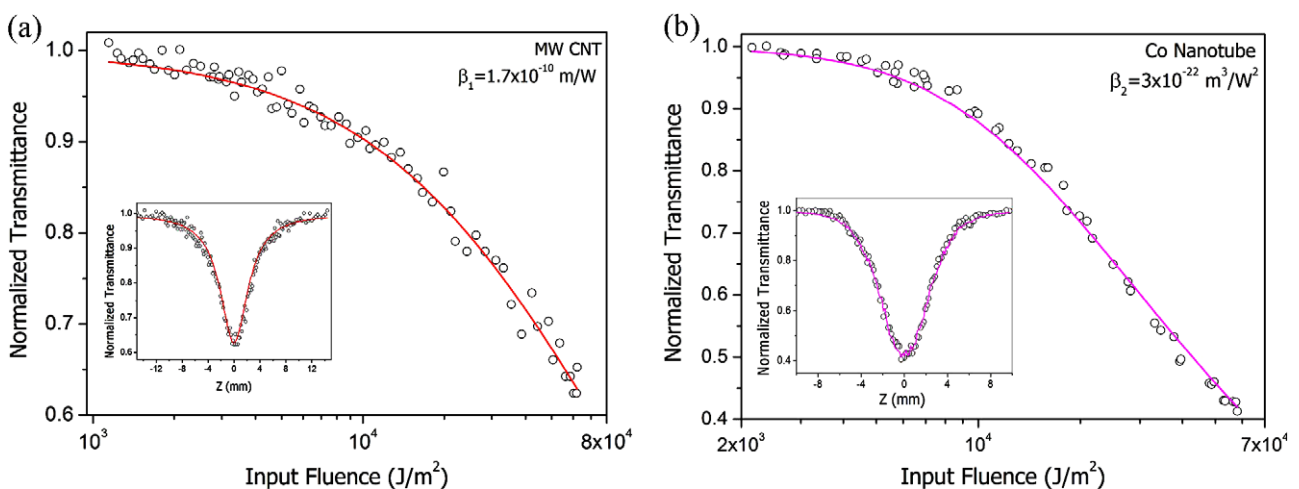 (a)
MW CNT
β₁=1.7x10⁻¹⁰ m/W
Normalized Transmittance
1.0
0.9
0.8
0.7
0.6
10³
10⁴
8x10⁴
Input Fluence (J/m²)
Normalized Transmittance
1.0
0.9
0.8
0.7
0.6
-12
-8
-4
0
4
8
12
Z (mm)
(b)
Co Nanotube
β₂=3x10⁻²² m³/W²
Normalized Transmittance
1.0
0.9
0.8
0.7
0.6
0.5
0.4
2x10³
10⁴
7x10⁴
Input Fluence (J/m²)
Normalized Transmittance
1.0
0.8
0.6
0.4
-8
-4
0
4
8
Z (mm)